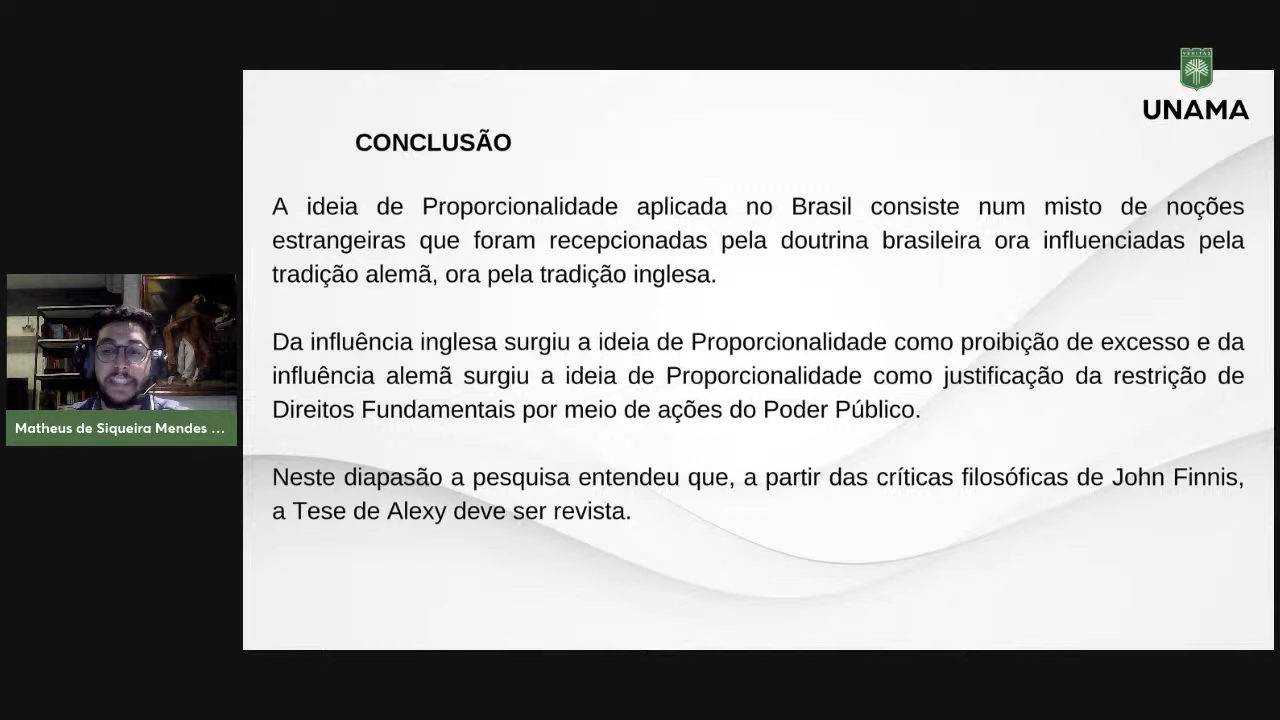 UNAMA
CONCLUSÃO
A ideia de Proporcionalidade aplicada no Brasil consiste num misto de noções
estrangeiras que foram recepcionadas pela doutrina brasileira ora influenciadas pela
tradição alemã, ora pela tradição inglesa.
Da influência inglesa surgiu a ideia de Proporcionalidade como proibição de excesso e da
influência alemã surgiu a ideia de Proporcionalidade como justificação da restrição de
Direitos Fundamentais por meio de ações do Poder Público.
Neste diapasão a pesquisa entendeu que, a partir das críticas filosóficas de John Finnis,
a Tese de Alexy deve ser revista.
Matheus de Siqueira Mendes ...